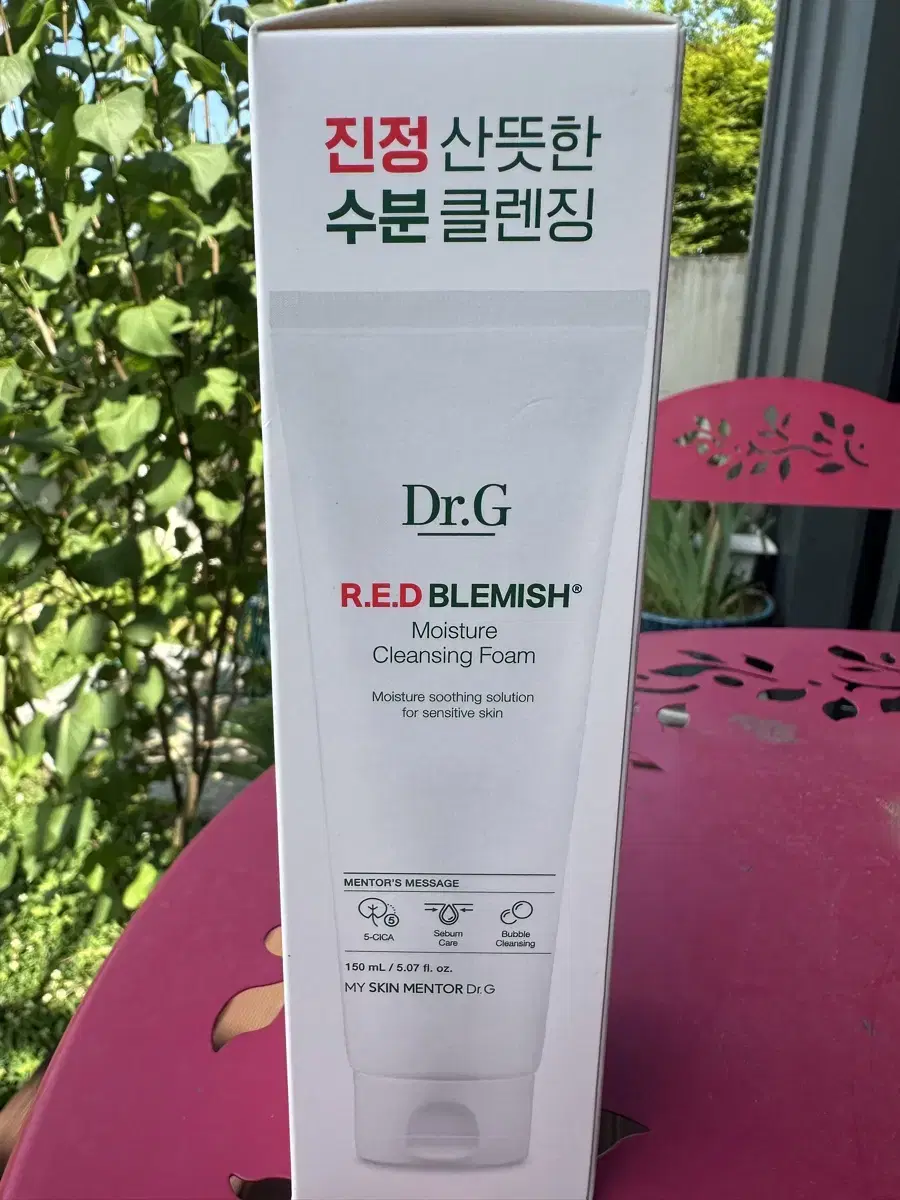 진정 산뜻한
수분 클렌징
Dr.G
R.E.D BLEMISH®
Moisture
Cleansing Foam
Moisture soothing solution
for sensitive skin
MENTOR'S MESSAGE
5
5-CICA
Sebum
Care
Bubble
Cleansing
150 mL / 5.07 fl. oz.
MY SKIN MENTOR Dr.G